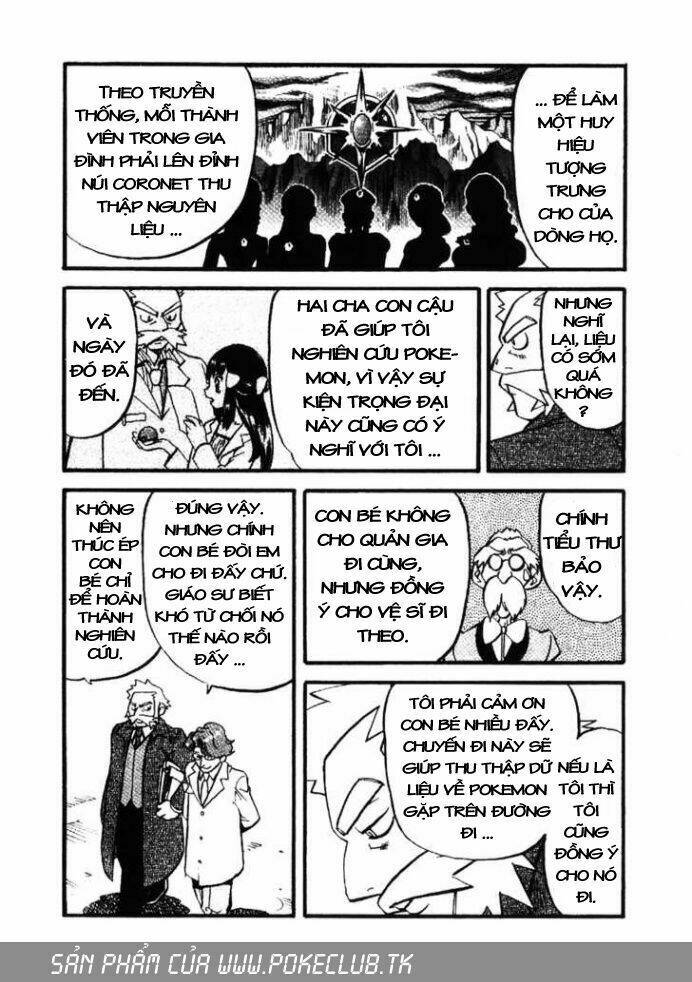 THEO TRUYỀN
THỐNG, MỖI THÀNH
VIÊN TRONG GIA
ĐÌNH PHẢI LÊN ĐỈNH
NÚI CORONET THU
THẬP NGUYÊN
LIỆU ...
... ĐỂ LÀM
MỘT HUY
HIỆU
TƯỢNG
TRƯNG
CHO CỦA
DÒNG HỌ.
VÀ
NGÀY
ĐÓ ĐÃ
ĐẾN.
HAI CHA CON CẬU
ĐÃ GIÚP TÔI
NGHIÊN CỨU POKE-
MON, VÌ VẬY SỰ
KIỆN TRỌNG ĐẠI
NÀY CŨNG CÓ Ý
NGHĨ VỚI TÔI ...
NHƯNG
NGHĨ
LẠI, LIỆU
CÓ SỚM
QUÁ
KHÔNG
?
KHÔNG
NÊN
THÚC ÉP
CON
BÉ CHỈ
ĐỂ HOÀN
THÀNH
NGHIÊN
CỨU.
ĐÚNG VẬY.
NHƯNG CHÍNH
CON BÉ ĐÒI EM
CHO ĐI ĐẤY CHỨ.
GIÁO SƯ BIẾT
KHÓ TỪ CHỐI NÓ
THẾ NÀO RỒI
ĐẤY ...
CON BÉ KHÔNG
CHO QUẢN GIA
ĐI CÙNG,
NHƯNG ĐỒNG
Ý CHO VỆ SĨ ĐI
THEO.
CHÍNH
TIỂU THƯ
BẢO
VẬY.
TÔI PHẢI CẢM ƠN
CON BÉ NHIỀU ĐẤY.
CHUYẾN ĐI NÀY SẼ
GIÚP THU THẬP DỮ
LIỆU VỀ POKEMON
GẶP TRÊN ĐƯỜNG
ĐI ...
NẾU LÀ
TÔI THÌ
TÔI
CŨNG
ĐỒNG Ý
CHO NÓ
ĐI.
SẢN PHẨM CỦA WWW.POKECLUB.TK